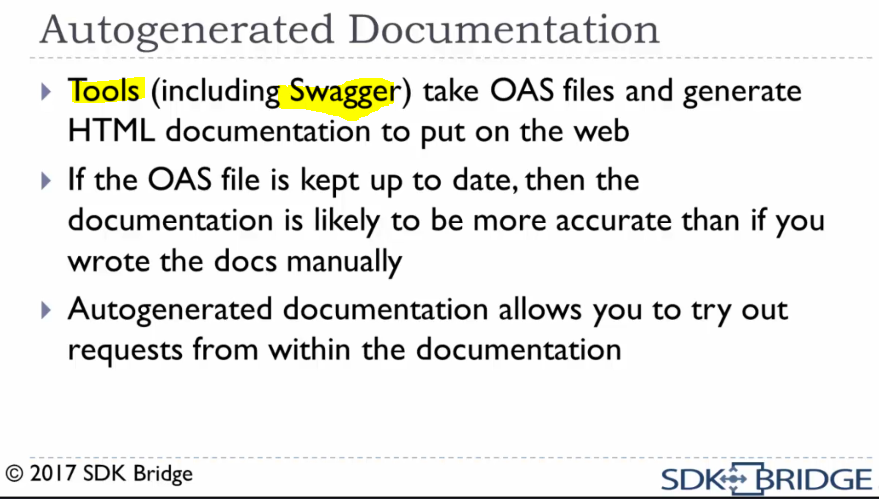 Autogenerated Documentation
Tools (including Swagger) take OAS files and generate
HTML documentation to put on the web
If the OAS file is kept up to date, then the
documentation is likely to be more accurate than if you
wrote the docs manually
Autogenerated documentation allows you to try out
requests from within the documentation
© 2017 SDK Bridge
SDK BRIDGE